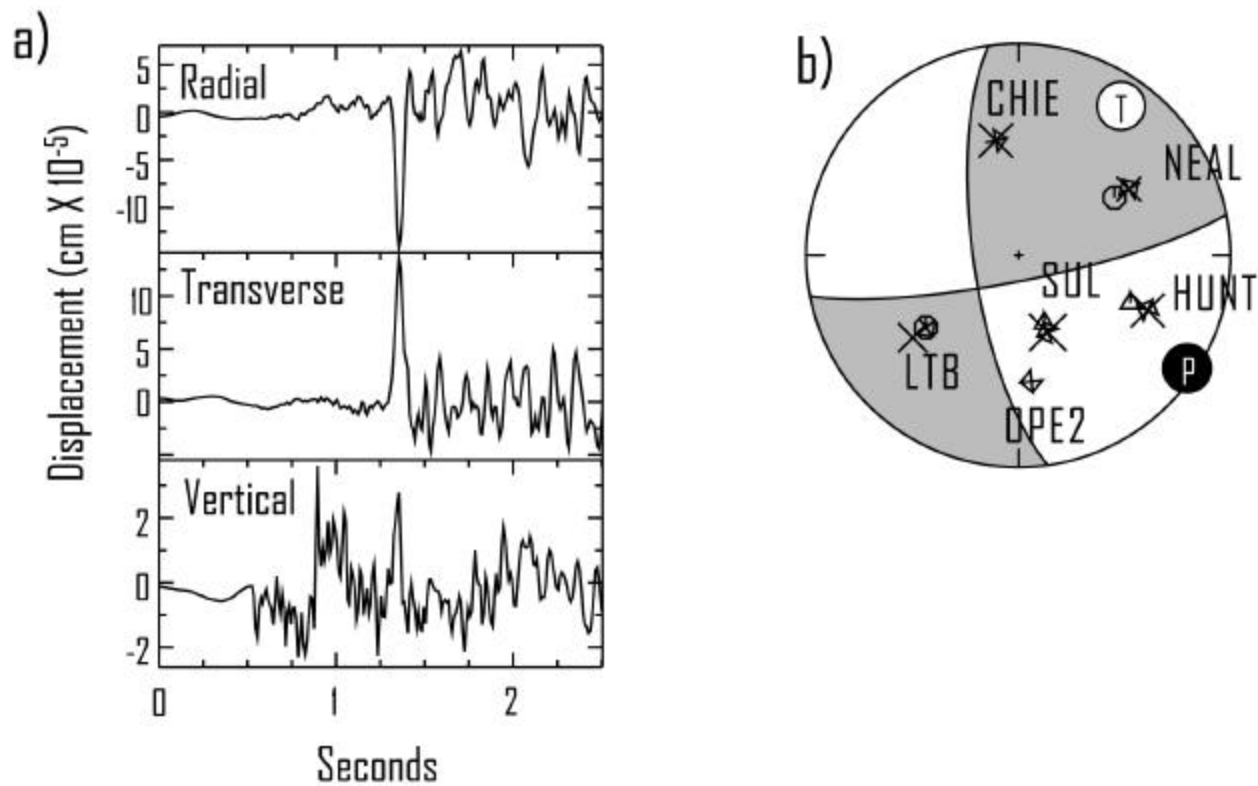 a)
Displacement (cm X 10⁻⁵)
Radial
5
0
-5
-10
Transverse
10
5
0
Vertical
2
0
-2
0
1
2
Seconds
b)
CHIE
T
NEAL
SUL
HUNT
LTB
P
OPE2